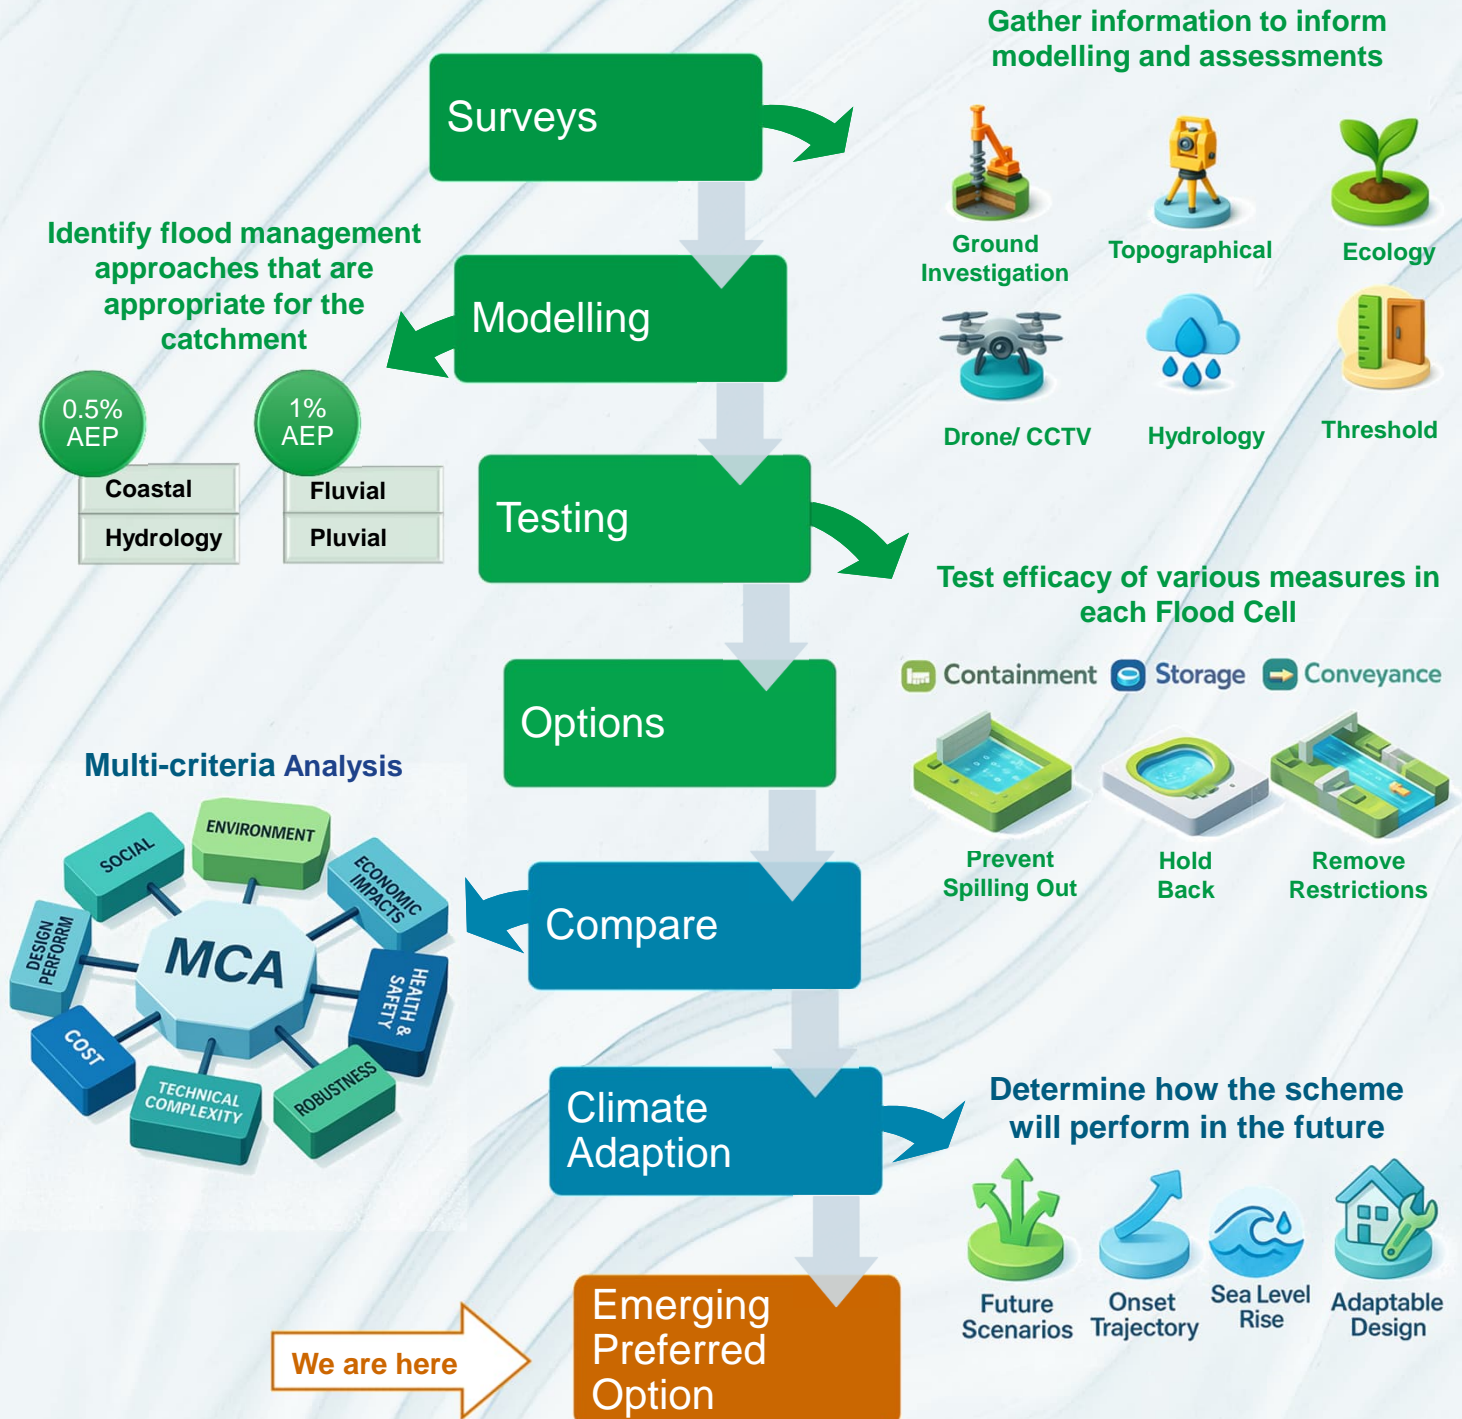 Gather information to inform
modelling and assessments
Surveys
Ground
Investigation
Topographical
Ecology
Drone/ CCTV
Hydrology
Threshold
Identify flood management
approaches that are
appropriate for the
catchment
Modelling
0.5%
AEP
Coastal
Hydrology
1%
AEP
Fluvial
Pluvial
Testing
Test efficacy of various measures in
each Flood Cell
Containment
Storage
Conveyance
Prevent
Spilling Out
Hold
Back
Remove
Restrictions
Options
Multi-criteria Analysis
MCA
ENVIRONMENT
ECONOMIC
IMPACTS
HEALTH &
SAFETY
ROBUSTNESS
TECHNICAL
COMPLEXITY
COST
DESIGN
PERFORRM
SOCIAL
Compare
Climate
Adaption
Determine how the scheme
will perform in the future
Future
Scenarios
Onset
Trajectory
Sea Level
Rise
Adaptable
Design
We are here
Emerging
Preferred
Option